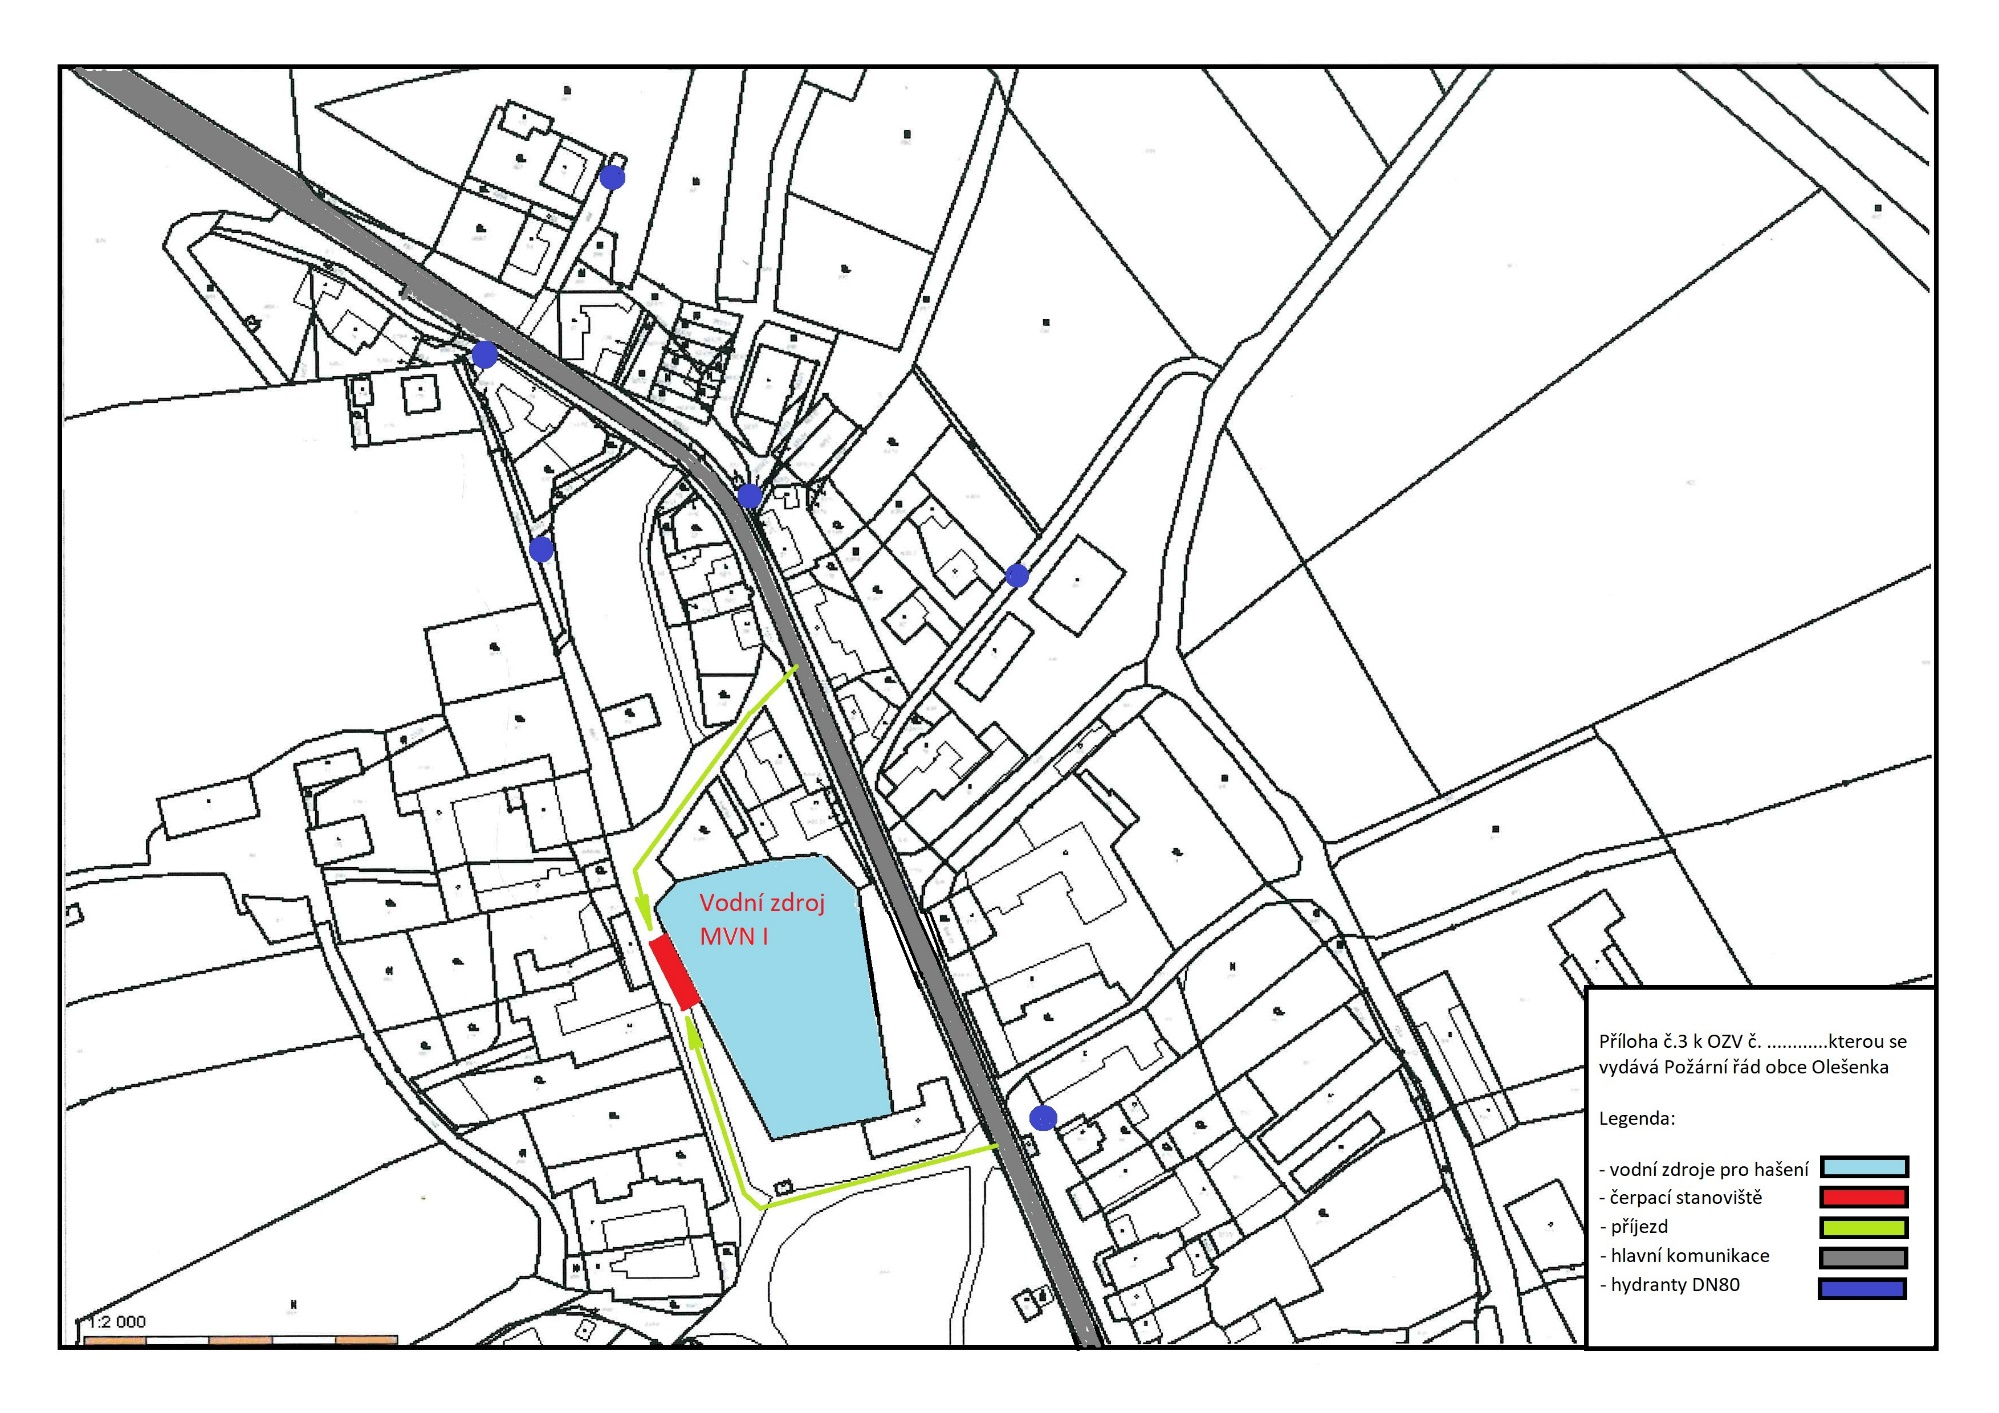 Vodní zdroj
MVN I
Příloha č.3 k OZV č. ............kterou se
vydává Požární řád obce Olešenka
Legenda:
- vodní zdroje pro hašení
- čerpací stanoviště
- příjezd
- hlavní komunikace
- hydranty DN80
1:2 000